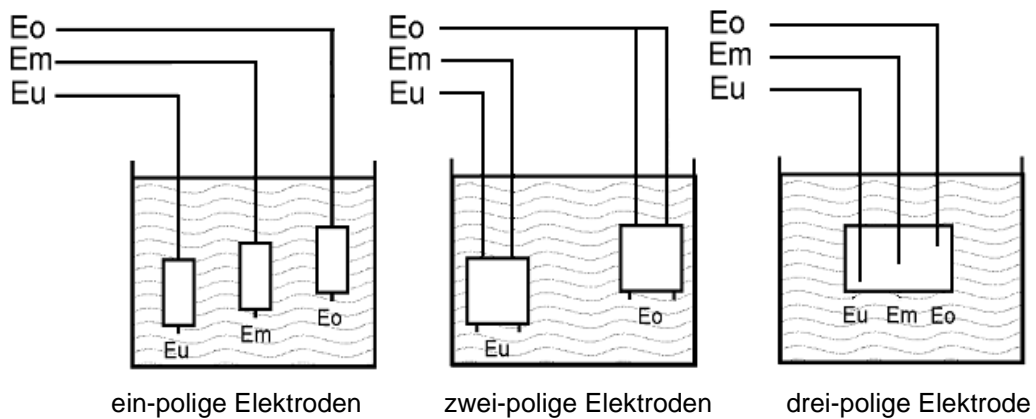 Eo
Em
Eu
Eu
Em
Eo
ein-polige Elektroden
Eo
Em
Eu
Eu
Eo
zwei-polige Elektroden
Eo
Em
Eu
Eu Em Eo
drei-polige Elektrode